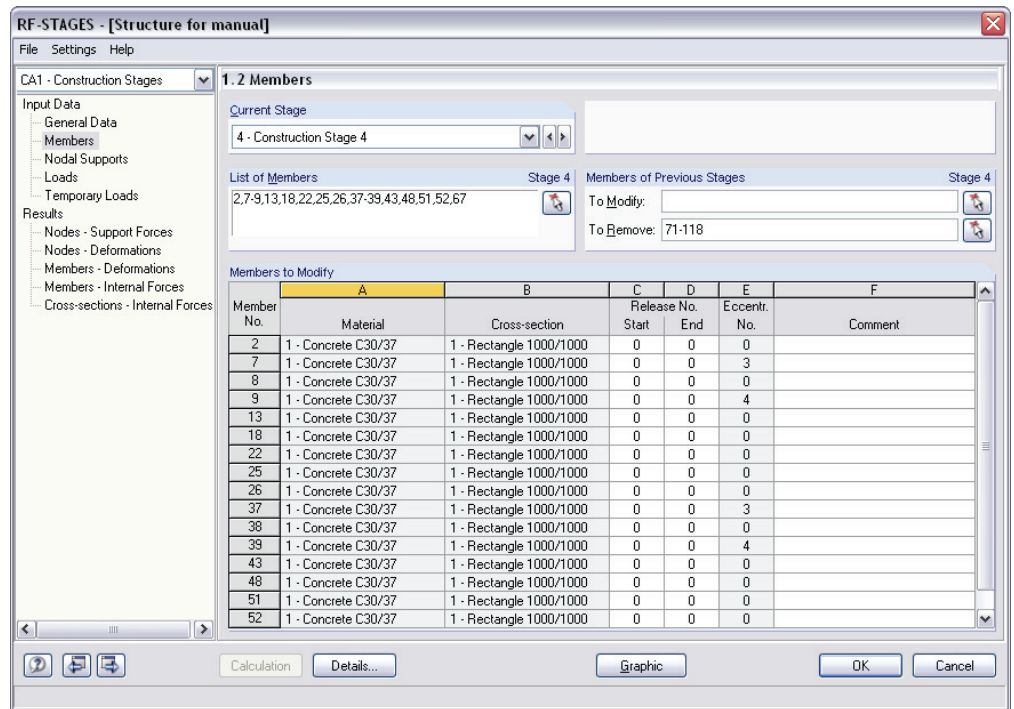 RF-STAGES - [Structure for manual]
File Settings Help
CA1 - Construction Stages
Input Data
General Data
Members
Nodal Supports
Loads
Temporary Loads
Results
Nodes - Support Forces
Nodes - Deformations
Members - Deformations
Members - Internal Forces
Cross-sections - Internal Forces
1.2 Members
Current Stage
4 - Construction Stage 4
List of Members Stage 4
2,7-9,13,18,22,25,26,37-39,43,48,51,52,67
Members of Previous Stages Stage 4
To Modify:
To Remove: 71-118
Members to Modify
A B C D E F
Member Release No. Eccentr.
No. Material Cross-section Start End No. Comment
2 1 - Concrete C30/37 1 - Rectangle 1000/1000 0 0 0
7 1 - Concrete C30/37 1 - Rectangle 1000/1000 0 0 3
8 1 - Concrete C30/37 1 - Rectangle 1000/1000 0 0 0
9 1 - Concrete C30/37 1 - Rectangle 1000/1000 0 0 4
13 1 - Concrete C30/37 1 - Rectangle 1000/1000 0 0 0
18 1 - Concrete C30/37 1 - Rectangle 1000/1000 0 0 0
22 1 - Concrete C30/37 1 - Rectangle 1000/1000 0 0 0
25 1 - Concrete C30/37 1 - Rectangle 1000/1000 0 0 0
26 1 - Concrete C30/37 1 - Rectangle 1000/1000 0 0 0
37 1 - Concrete C30/37 1 - Rectangle 1000/1000 0 0 3
38 1 - Concrete C30/37 1 - Rectangle 1000/1000 0 0 0
39 1 - Concrete C30/37 1 - Rectangle 1000/1000 0 0 4
43 1 - Concrete C30/37 1 - Rectangle 1000/1000 0 0 0
48 1 - Concrete C30/37 1 - Rectangle 1000/1000 0 0 0
51 1 - Concrete C30/37 1 - Rectangle 1000/1000 0 0 0
52 1 - Concrete C30/37 1 - Rectangle 1000/1000 0 0 0
Calculation Details... Graphic OK Cancel